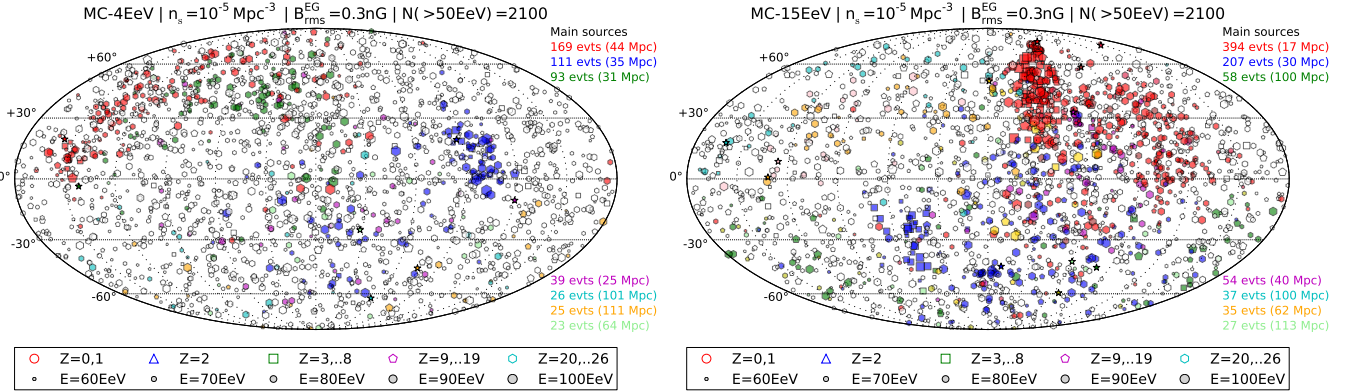 MC-4EeV | nₛ=10⁻⁵ Mpc⁻³ | B^EG_rms=0.3nG | N( >50EeV)=2100
Main sources
169 evts (44 Mpc)
111 evts (35 Mpc)
93 evts (31 Mpc)
+60°
+30°
0°
-30°
-60°
39 evts (25 Mpc)
26 evts (101 Mpc)
25 evts (111 Mpc)
23 evts (64 Mpc)
Z=0,1 Z=2 Z=3,..8 Z=9,..19 Z=20,..26
E=60EeV E=70EeV E=80EeV E=90EeV E=100EeV
MC-15EeV | nₛ=10⁻⁵ Mpc⁻³ | B^EG_rms=0.3nG | N( >50EeV)=2100
Main sources
394 evts (17 Mpc)
207 evts (30 Mpc)
58 evts (100 Mpc)
+60°
+30°
0°
-30°
-60°
54 evts (40 Mpc)
37 evts (100 Mpc)
35 evts (62 Mpc)
27 evts (113 Mpc)
Z=0,1 Z=2 Z=3,..8 Z=9,..19 Z=20,..26
E=60EeV E=70EeV E=80EeV E=90EeV E=100EeV